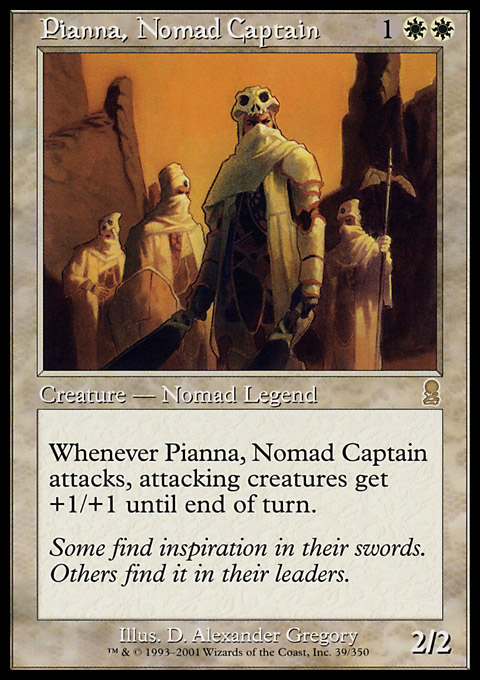 Pianna, Nomad Captain 1
Creature — Nomad Legend
Whenever Pianna, Nomad Captain
attacks, attacking creatures get
+1/+1 until end of turn.
Some find inspiration in their swords.
Others find it in their leaders.
Illus. D. Alexander Gregory
2/2
™ & © 1993–2001 Wizards of the Coast, Inc. 39/350